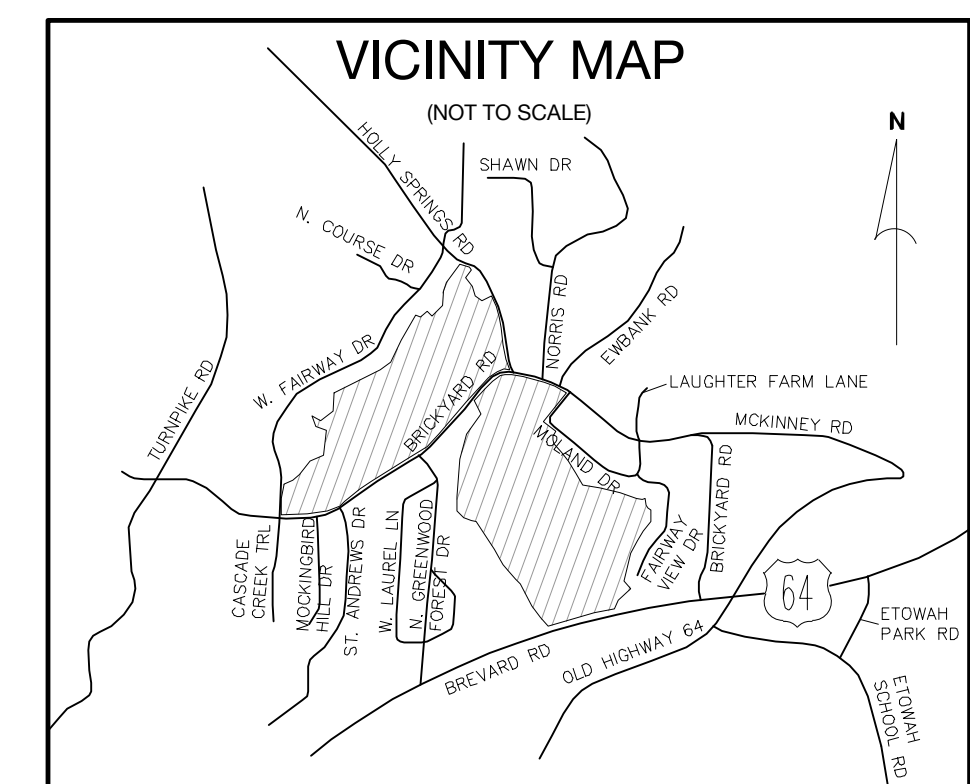 VICINITY MAP
(NOT TO SCALE)
N
HOLLY SPRINGS RD
SHAWN DR
N. COURSE DR
NORRIS RD
EWBANK RD
W. FAIRWAY DR
BRICKYARD RD
LAUGHTER FARM LANE
TURNPIKE RD
MCKINNEY RD
MOLAND DR
BRICKYARD RD
FAIRWAY
VIEW DR
CASCADE
CREEK TRL
MOCKINGBIRD
HILL DR
ST. ANDREWS DR
W. LAUREL LN
N. GREENWOOD
FOREST DR
64
ETOWAH
PARK RD
BREVARD RD
OLD HIGHWAY 64
ETOWAH
SCHOOL RD